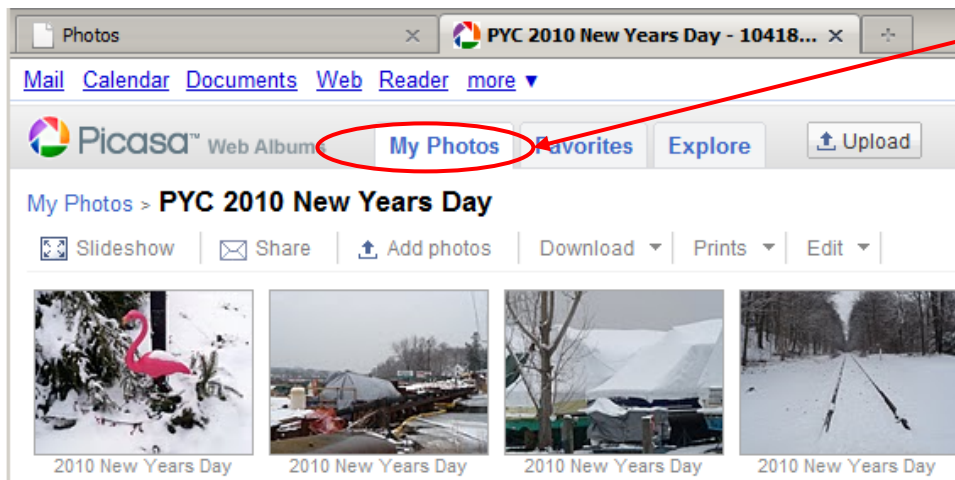 Photos × PYC 2010 New Years Day - 10418... ×
Mail Calendar Documents Web Reader more ▼
Picasa™ Web Albums My Photos Favorites Explore Upload
My Photos > PYC 2010 New Years Day
Slideshow Share Add photos Download ▼ Prints ▼ Edit ▼
2010 New Years Day 2010 New Years Day 2010 New Years Day 2010 New Years Day